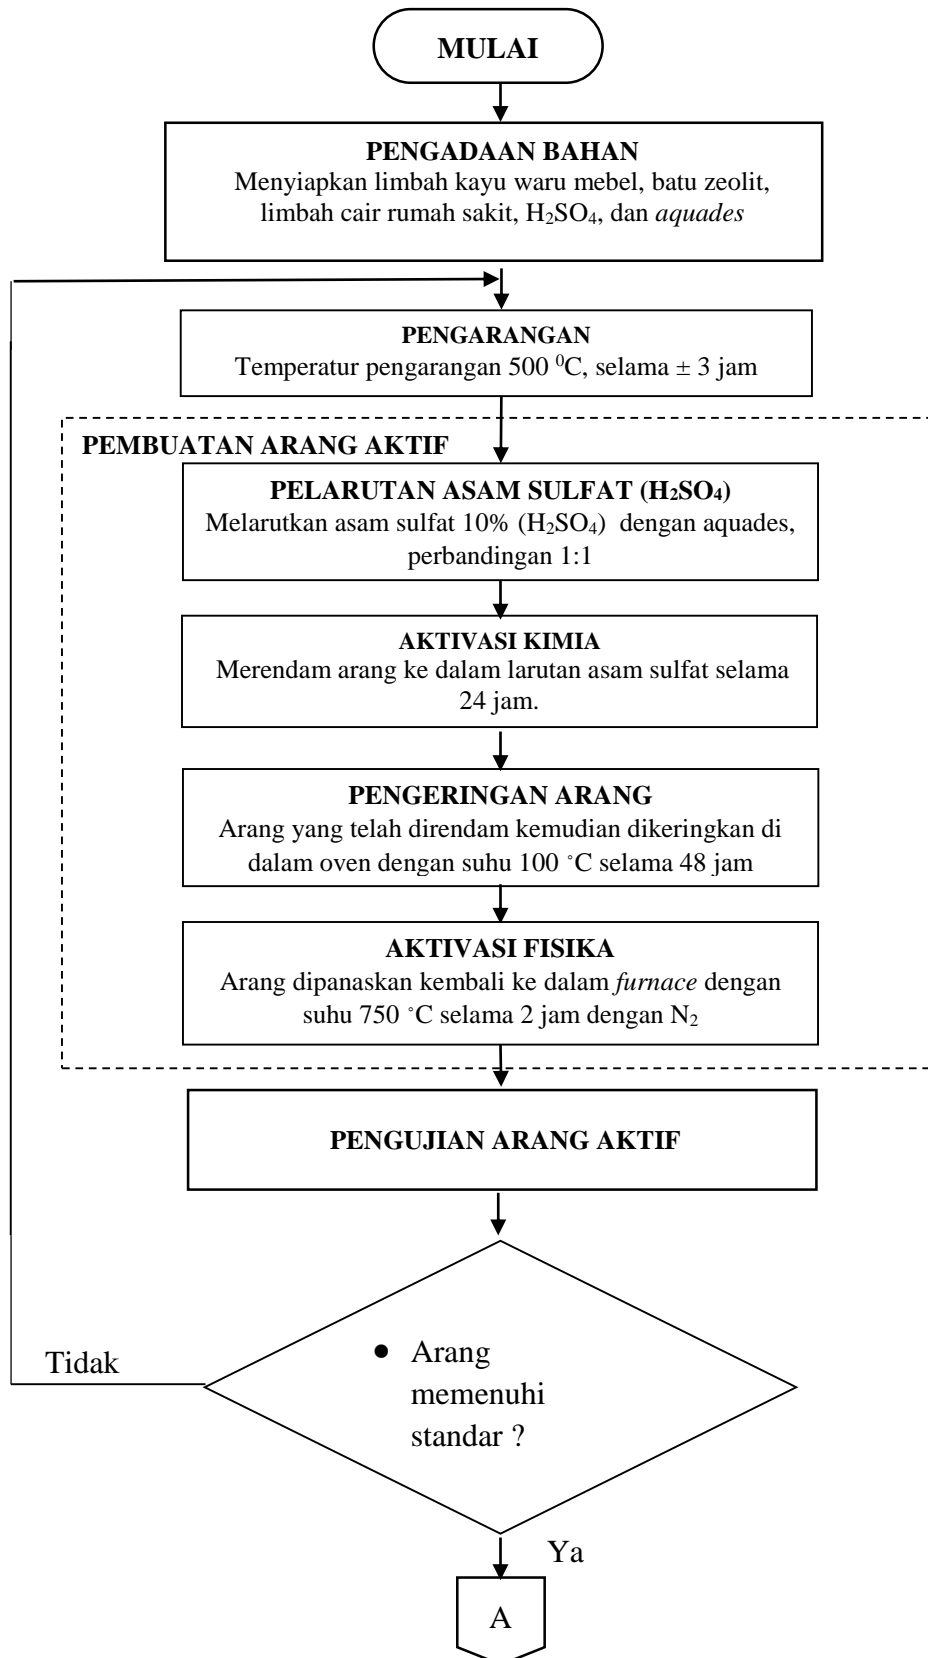 MULAI
PENGADAAN BAHAN
Menyiapkan limbah kayu waru mebel, batu zeolit,
limbah cair rumah sakit, H₂SO₄, dan aquades
PENGARANGAN
Temperatur pengarangan 500 ⁰C, selama ± 3 jam
PEMBUATAN ARANG AKTIF
PELARUTAN ASAM SULFAT (H₂SO₄)
Melarutkan asam sulfat 10% (H₂SO₄) dengan aquades,
perbandingan 1:1
AKTIVASI KIMIA
Merendam arang ke dalam larutan asam sulfat selama
24 jam.
PENGERINGAN ARANG
Arang yang telah direndam kemudian dikeringkan di
dalam oven dengan suhu 100 ˚C selama 48 jam
AKTIVASI FISIKA
Arang dipanaskan kembali ke dalam furnace dengan
suhu 750 ˚C selama 2 jam dengan N₂
PENGUJIAN ARANG AKTIF
Tidak
• Arang
memenuhi
standar ?
Ya
A